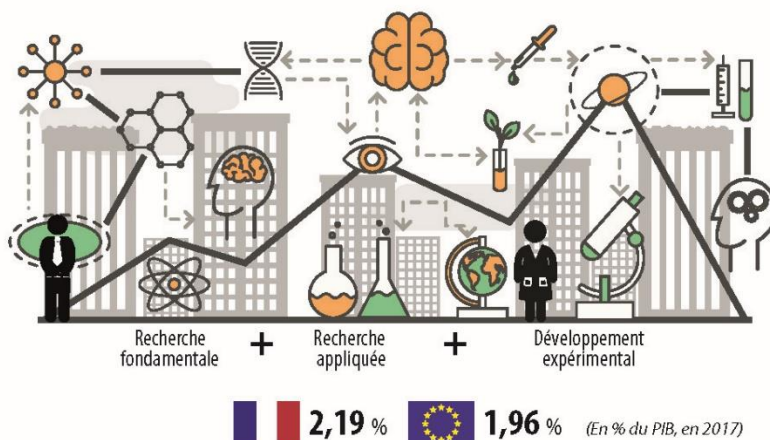 Recherche fondamentale + Recherche appliquée + Développement expérimental
2,19 % 1,96 % (En % du PIB, en 2017)